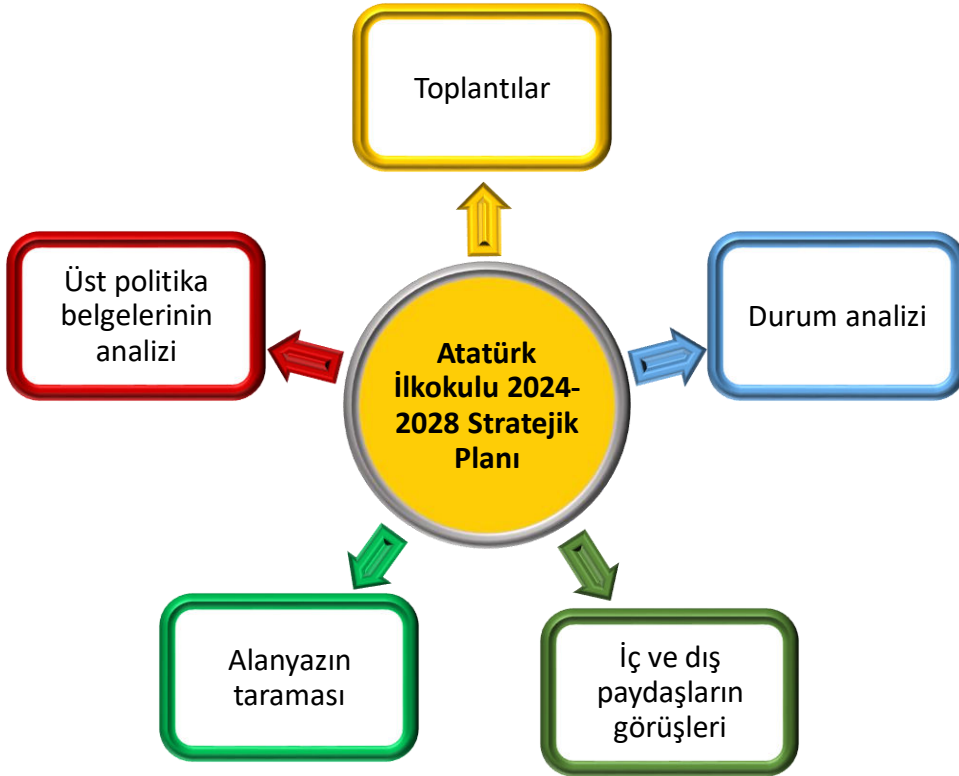 Toplantılar
Üst politika
belgelerinin
analizi
Durum analizi
Atatürk
İlkokulu 2024-
2028 Stratejik
Planı
Alanyazın
taraması
İç ve dış
paydaşların
görüşleri